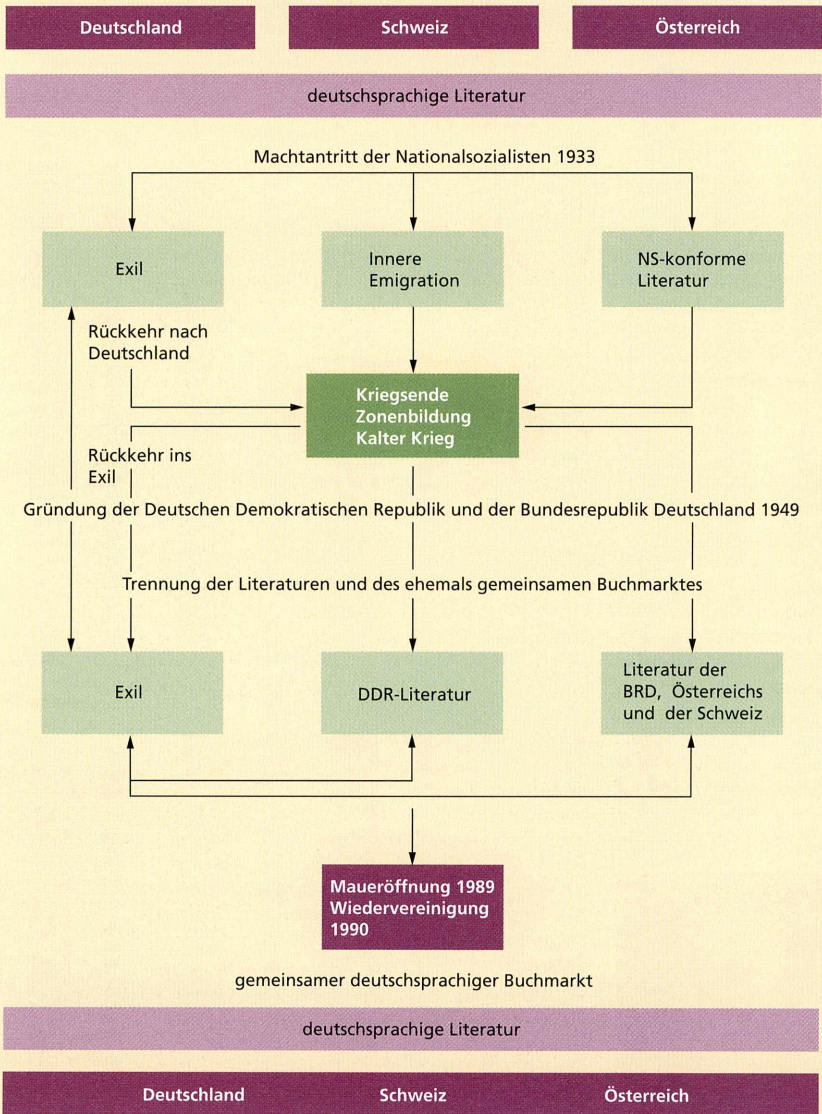 Deutschland
Schweiz
Österreich
deutschsprachige Literatur
Machtantritt der Nationalsozialisten 1933
Exil
Innere
Emigration
NS-konforme
Literatur
Rückkehr nach
Deutschland
Kriegsende
Zonenbildung
Kalter Krieg
Rückkehr ins
Exil
Gründung der Deutschen Demokratischen Republik und der Bundesrepublik Deutschland 1949
Trennung der Literaturen und des ehemals gemeinsamen Buchmarktes
Exil
DDR-Literatur
Literatur der
BRD, Österreichs
und der Schweiz
Maueröffnung 1989
Wiedervereinigung
1990
gemeinsamer deutschsprachiger Buchmarkt
deutschsprachige Literatur
Deutschland
Schweiz
Österreich